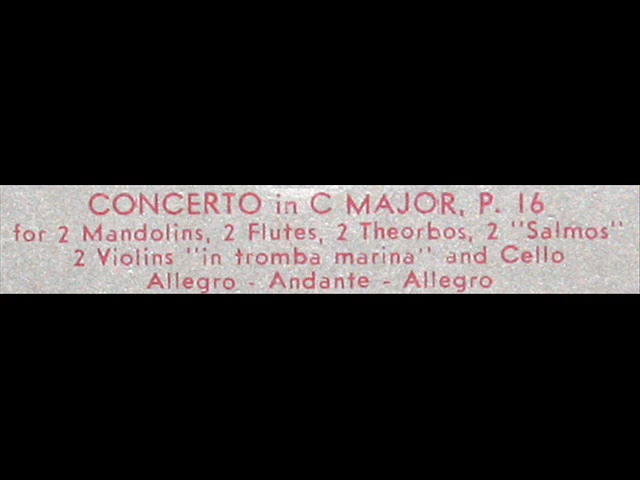 CONCERTO in C MAJOR, P. 16
for 2 Mandolins, 2 Flutes, 2 Theorbos, 2 "Salmos"
2 Violins "in tromba marina" and Cello
Allegro - Andante - Allegro